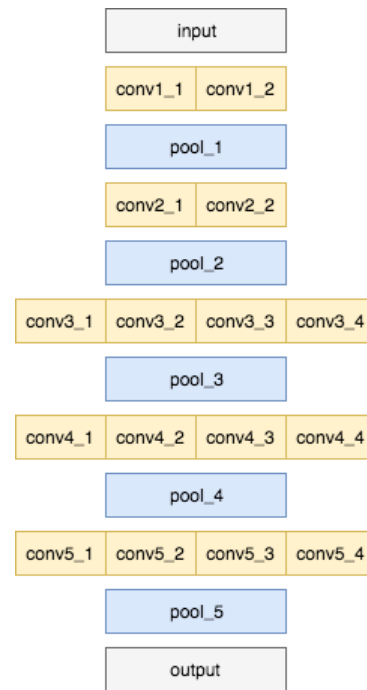 input
conv1_1 conv1_2
pool_1
conv2_1 conv2_2
pool_2
conv3_1 conv3_2 conv3_3 conv3_4
pool_3
conv4_1 conv4_2 conv4_3 conv4_4
pool_4
conv5_1 conv5_2 conv5_3 conv5_4
pool_5
output